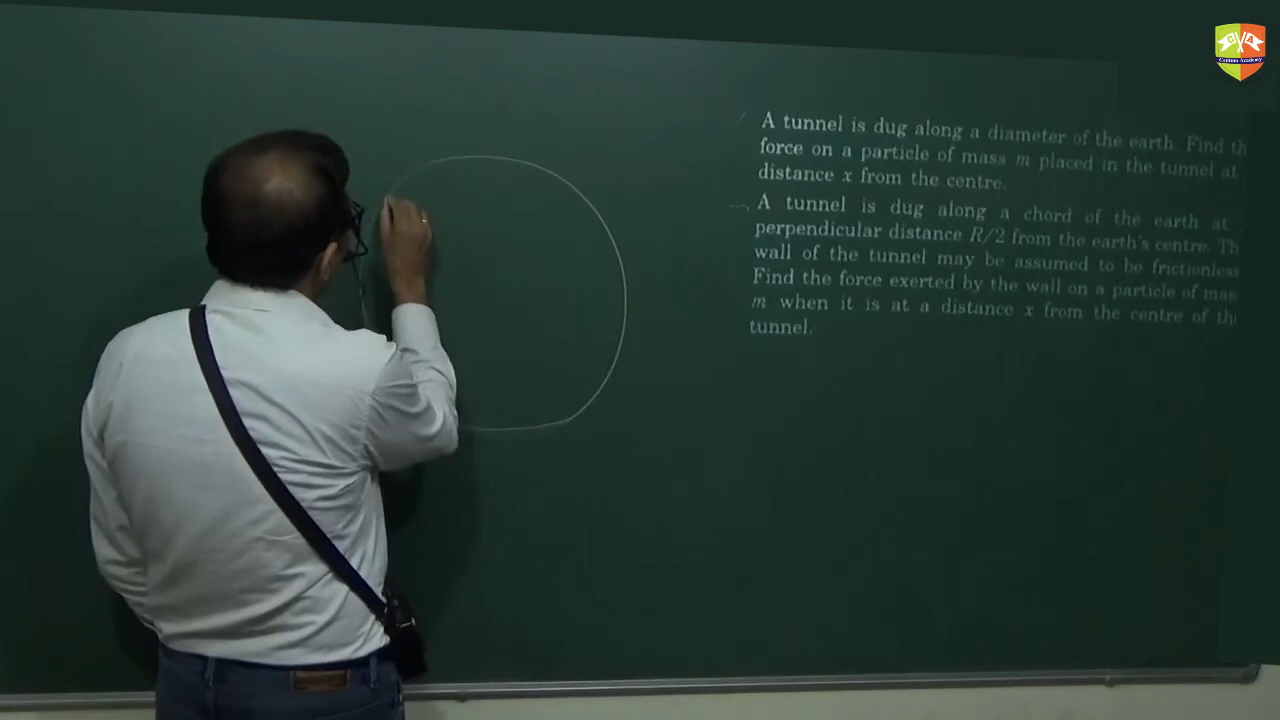 A tunnel is dug along a diameter of the earth. Find th
force on a particle of mass m placed in the tunnel at
distance x from the centre.
A tunnel is dug along a chord of the earth at
perpendicular distance R/2 from the earth's centre. Th
wall of the tunnel may be assumed to be frictionless
Find the force exerted by the wall on a particle of mas
m when it is at a distance x from the centre of the
tunnel.
C A
Centum Academy